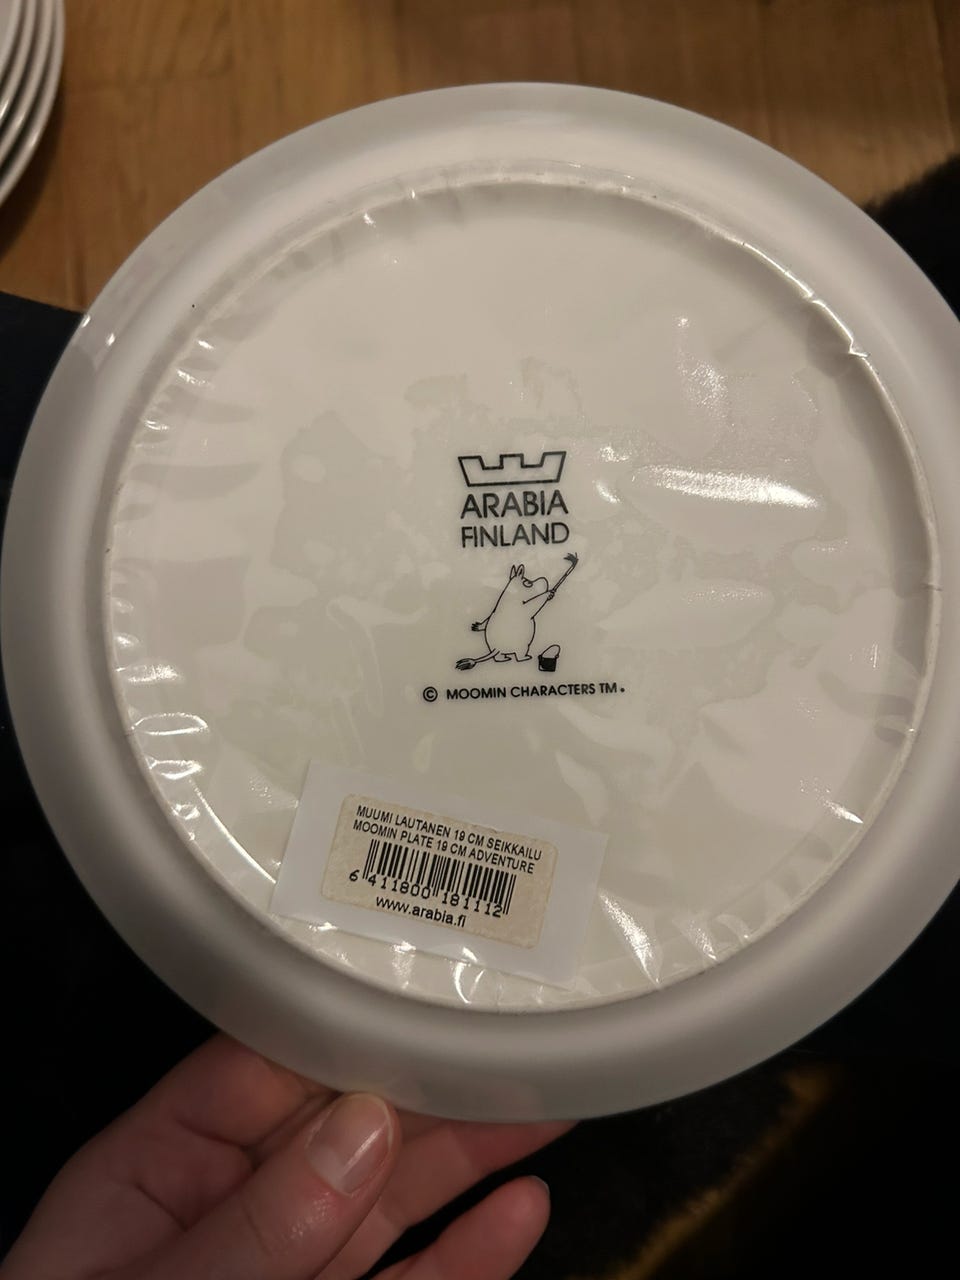 ARABIA
FINLAND
© MOOMIN CHARACTERS TM.
MUUMI LAUTANEN 19 CM SEIKKAILU
MOOMIN PLATE 19 CM ADVENTURE
6 411800 181112
www.arabia.fi